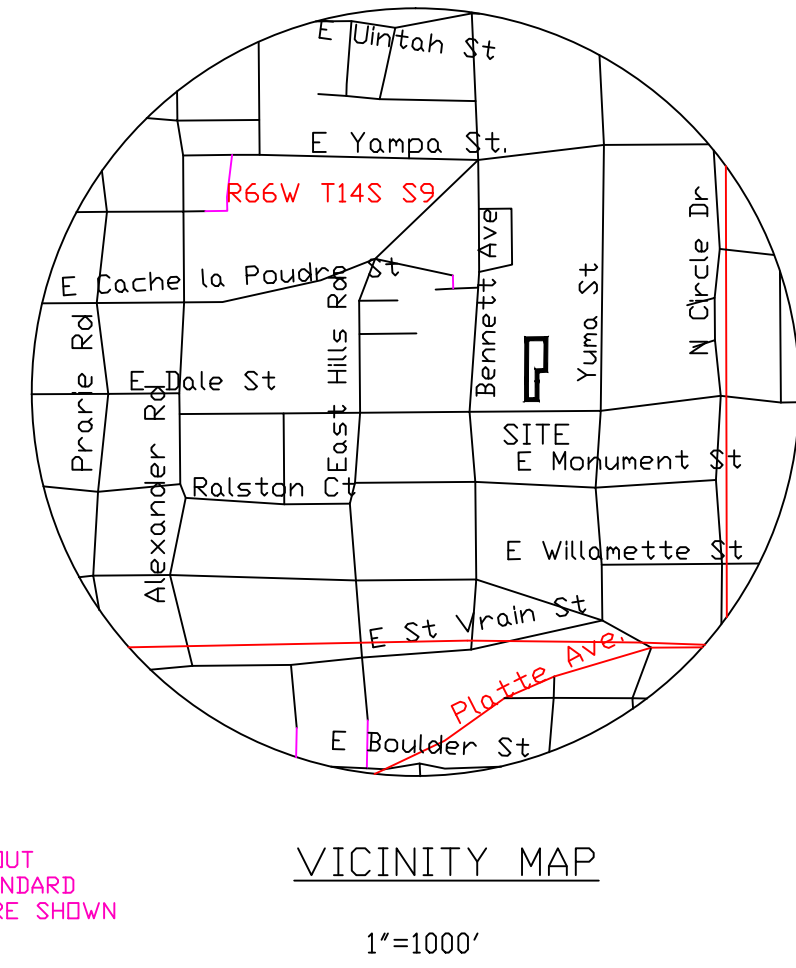 E Uintah St
E Yampa St.
R66W T14S S9
E Cache la Poudre St
Prarie Rd
Alexander Rd
East Hills Rd
Bennett Ave
Yuma St
N Circle Dr
E Dale St
SITE
E Monument St
Ralston Ct
E Willamette St
E St Vrain St
Platte Ave.
E Boulder St
VICINITY MAP
1"=1000'
OUT
NDARD
RE SHOWN